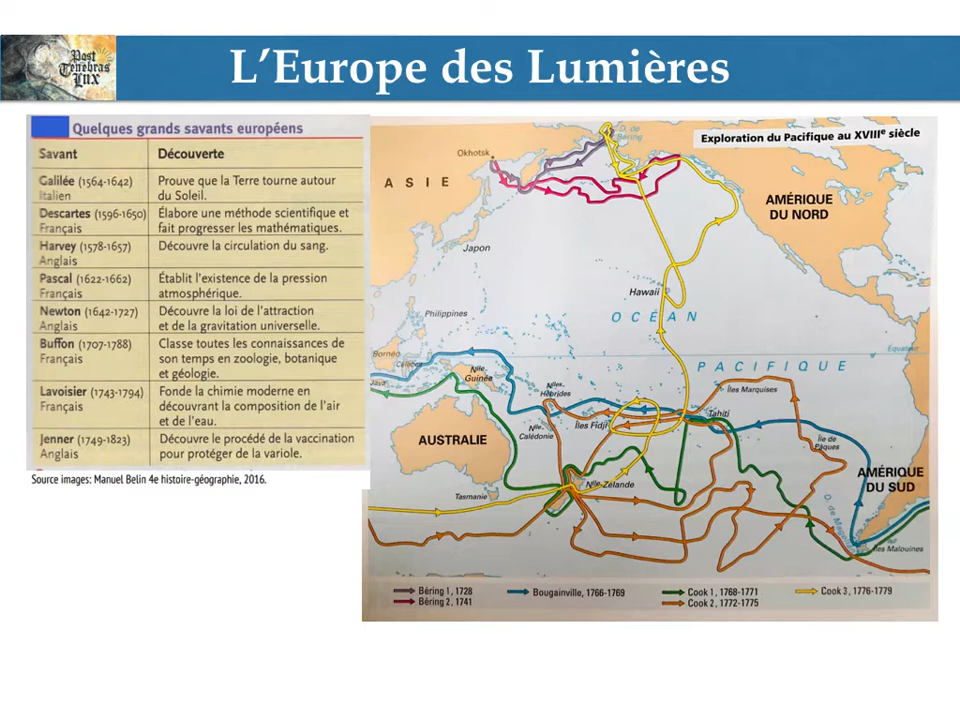 Post
Tenebras
Lux
L'Europe des Lumières
Quelques grands savants européens
Savant
Découverte
Galilée (1564-1642)
Italien
Prouve que la Terre tourne autour
du Soleil.
Descartes (1596-1650)
Français
Élabore une méthode scientifique et
fait progresser les mathématiques.
Harvey (1578-1657)
Anglais
Découvre la circulation du sang.
Pascal (1622-1662)
Français
Établit l'existence de la pression
atmosphérique.
Newton (1642-1727)
Anglais
Découvre la loi de l'attraction
et de la gravitation universelle.
Buffon (1707-1788)
Français
Classe toutes les connaissances de
son temps en zoologie, botanique
et géologie.
Lavoisier (1743-1794)
Français
Fonde la chimie moderne en
découvrant la composition de l'air
et de l'eau.
Jenner (1749-1823)
Anglais
Découvre le procédé de la vaccination
pour protéger de la variole.
Source images: Manuel Belin 4e histoire-géographie, 2016.
Exploration du Pacifique au XVIIIe siècle
D. de
Béring
Okhotsk
ASIE
AMÉRIQUE
DU NORD
Japon
Hawaii
OCÉAN
Philippines
Équateur
Bornéo
Célèbes
PACIFIQUE
Nlle
Guinée
Java
Îles Marquises
Nlles
Hébrides
Tahiti
Îles Fidji
Nlle
Calédonie
Île de
Pâques
AUSTRALIE
AMÉRIQUE
DU SUD
Nlle-Zélande
Tasmanie
D. de Magellan
Îles Malouines
Béring 1, 1728
Béring 2, 1741
Bougainville, 1766-1769
Cook 1, 1768-1771
Cook 2, 1772-1775
Cook 3, 1776-1779